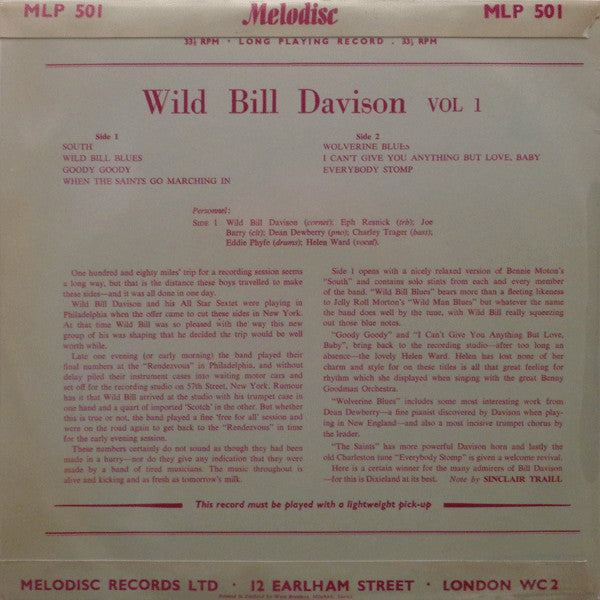 MLP 501 Melodisc MLP 501
33⅓ RPM · LONG PLAYING RECORD . 33⅓ RPM
Wild Bill Davison VOL 1
Side 1
SOUTH
WILD BILL BLUES
GOODY GOODY
WHEN THE SAINTS GO MARCHING IN
Side 2
WOLVERINE BLUEs
I CAN'T GIVE YOU ANYTHING BUT LOVE, BABY
EVERYBODY STOMP
Personnel:
SIDE 1 Wild Bill Davison (cornet); Eph Resnick (trb); Joe
Barry (clt); Dean Dewberry (pno); Charley Trager (bass);
Eddie Phyfe (drums); Helen Ward (vocal).
One hundred and eighty miles' trip for a recording session seems
a long way, but that is the distance these boys travelled to make
these sides—and it was all done in one day.
Wild Bill Davison and his All Star Sextet were playing in
Philadelphia when the offer came to cut these sides in New York.
At that time Wild Bill was so pleased with the way this new
group of his was shaping that he decided the trip would be well
worth while.
Late one evening (or early morning) the band played their
final numbers at the "Rendezvous" in Philadelphia, and without
delay piled their instrument cases into waiting motor cars and
set off for the recording studio on 57th Street, New York. Rumour
has it that Wild Bill arrived at the studio with his trumpet case in
one hand and a quart of imported 'Scotch' in the other. But whether
this is true or not, the band played a fine 'free for all' session and
were on the road again to get back to the "Rendezvous" in time
for the early evening session.
These numbers certainly do not sound as though they had been
made in a hurry—nor do they give any indication that they were
made by a band of tired musicians. The music throughout is
alive and kicking and as fresh as tomorrow's milk.
Side 1 opens with a nicely relaxed version of Bennie Moton's
"South" and contains solo stints from each and every member
of the band. "Wild Bill Blues" bears more than a fleeting likeness
to Jelly Roll Morton's "Wild Man Blues" but whatever the name
the band does well by the tune, with Wild Bill really squeezing
out those blue notes.
"Goody Goody" and "I Can't Give You Anything But Love,
Baby", bring back to the recording studio—after too long an
absence—the lovely Helen Ward. Helen has lost none of her
charm and style for on these titles is all that great feeling for
rhythm which she displayed when singing with the great Benny
Goodman Orchestra.
"Wolverine Blues" includes some most interesting work from
Dean Dewberry—a fine pianist discovered by Davison when play-
ing in New England—and also a most incisive trumpet chorus by
the leader.
"The Saints" has more powerful Davison horn and lastly the
old Charleston tune "Everybody Stomp" is given a welcome revival.
Here is a certain winner for the many admirers of Bill Davison
—for this is Dixieland at its best. Note by SINCLAIR TRAILL
This record must be played with a lightweight pick-up
MELODISC RECORDS LTD · 12 EARLHAM STREET · LONDON WC2